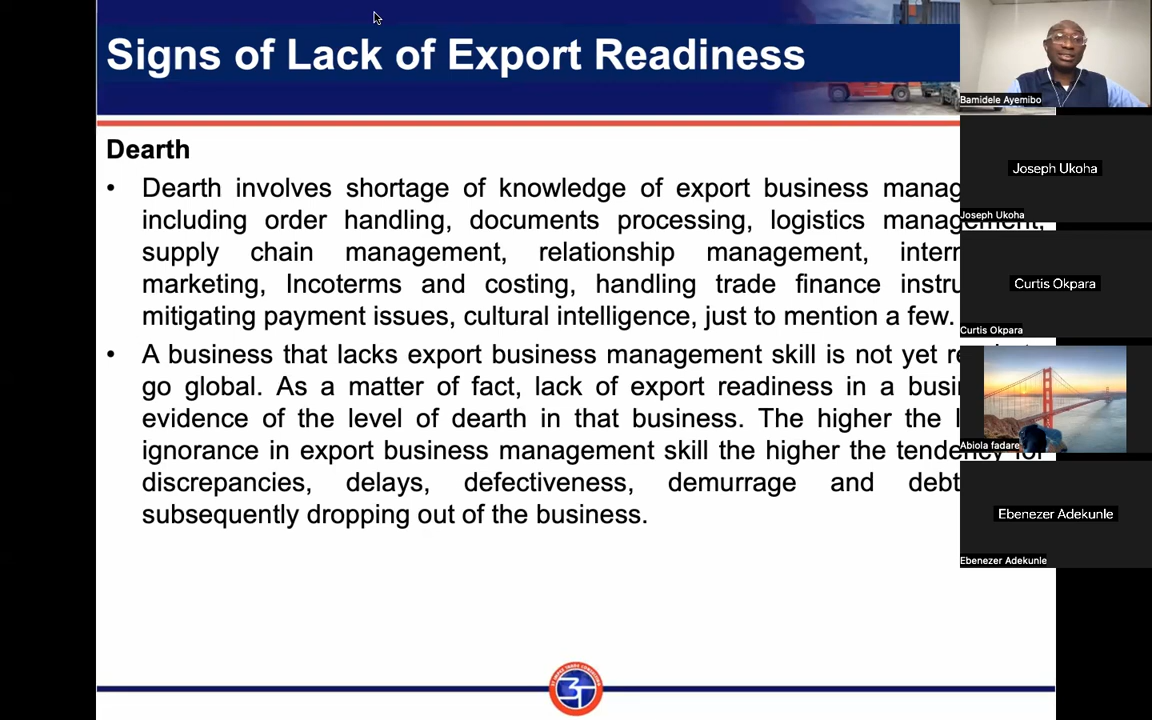 Signs of Lack of Export Readiness
Dearth
• Dearth involves shortage of knowledge of export business manag
including order handling, documents processing, logistics management,
supply chain management, relationship management, intern
marketing, Incoterms and costing, handling trade finance instru
mitigating payment issues, cultural intelligence, just to mention a few.
• A business that lacks export business management skill is not yet
go global. As a matter of fact, lack of export readiness in a busi
evidence of the level of dearth in that business. The higher the
ignorance in export business management skill the higher the tendency for
discrepancies, delays, defectiveness, demurrage and debt
subsequently dropping out of the business.
Bamidele Ayemibo
Joseph Ukoha
Joseph Ukoha
Curtis Okpara
Curtis Okpara
Abiola fadare
Ebenezer Adekunle
Ebenezer Adekunle
3T